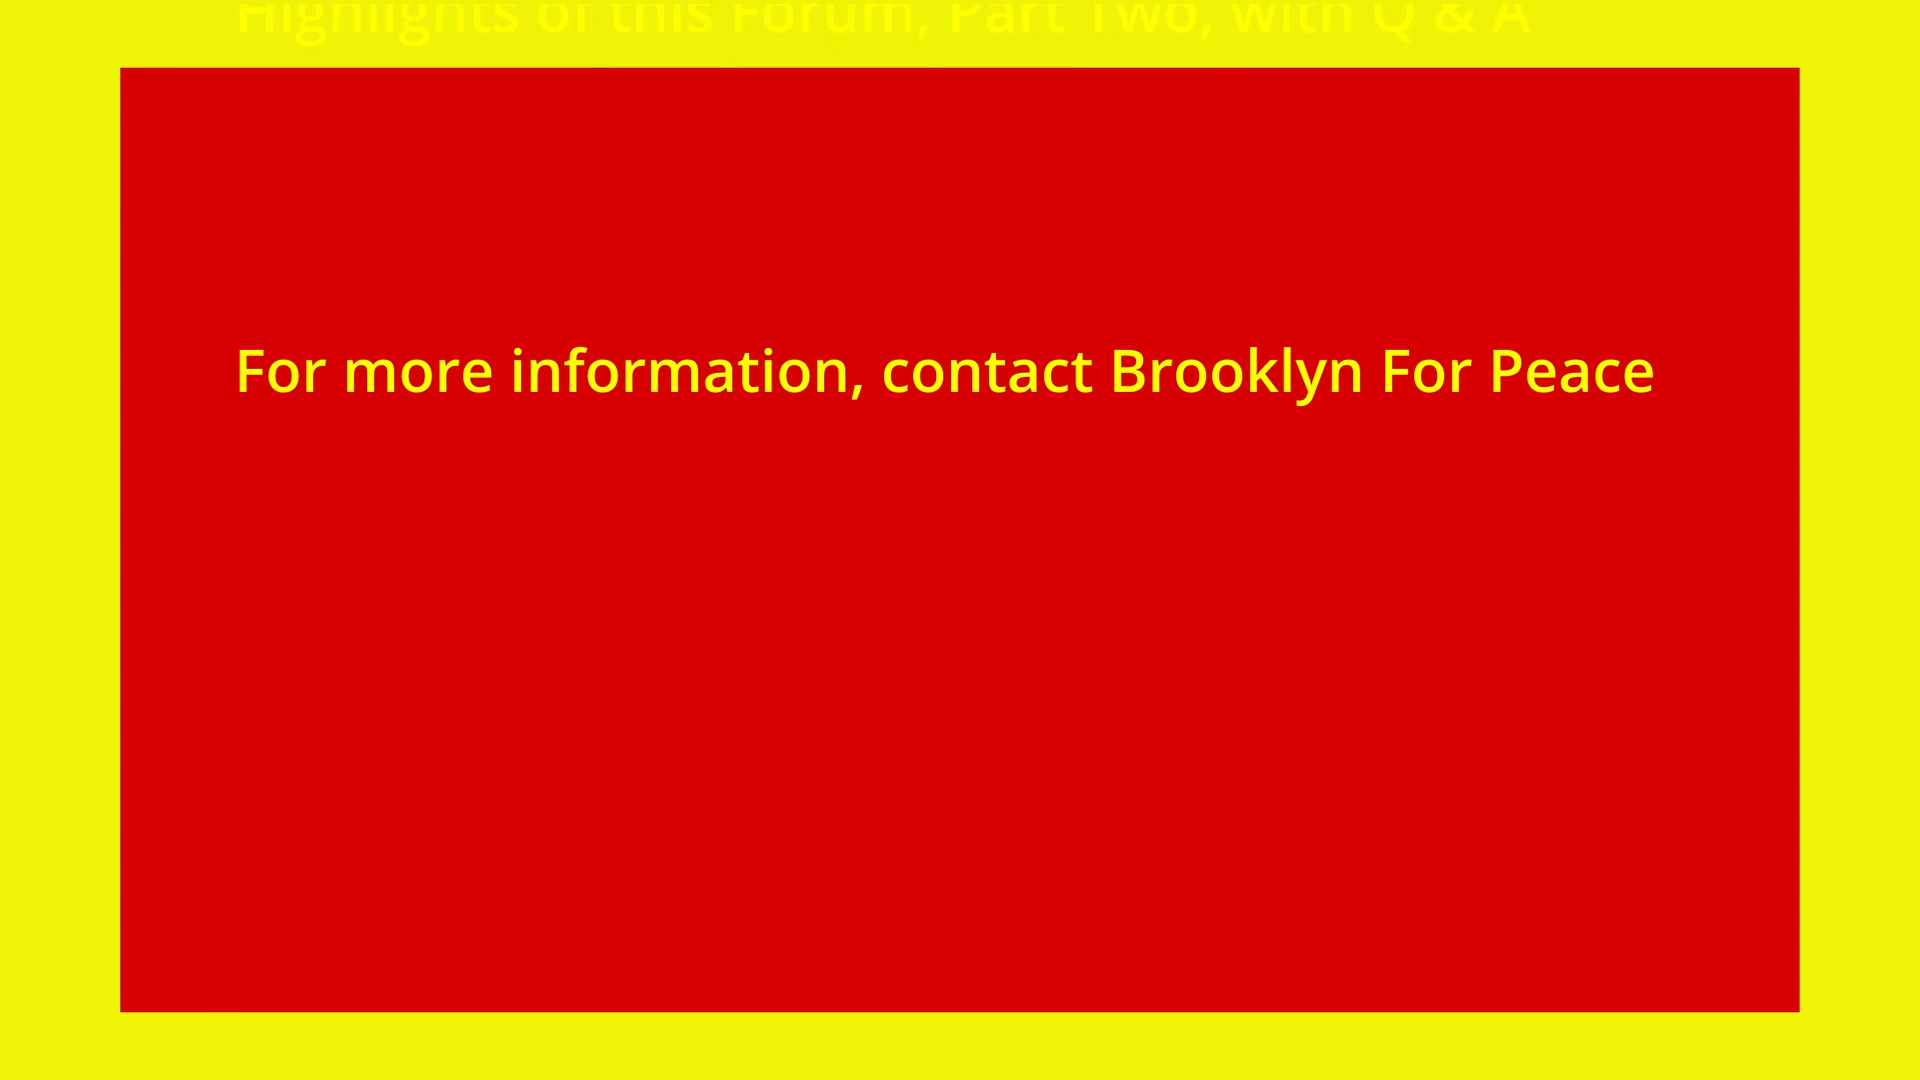 Highlights of this Forum, Part Two, with Q & A
For more information, contact Brooklyn For Peace